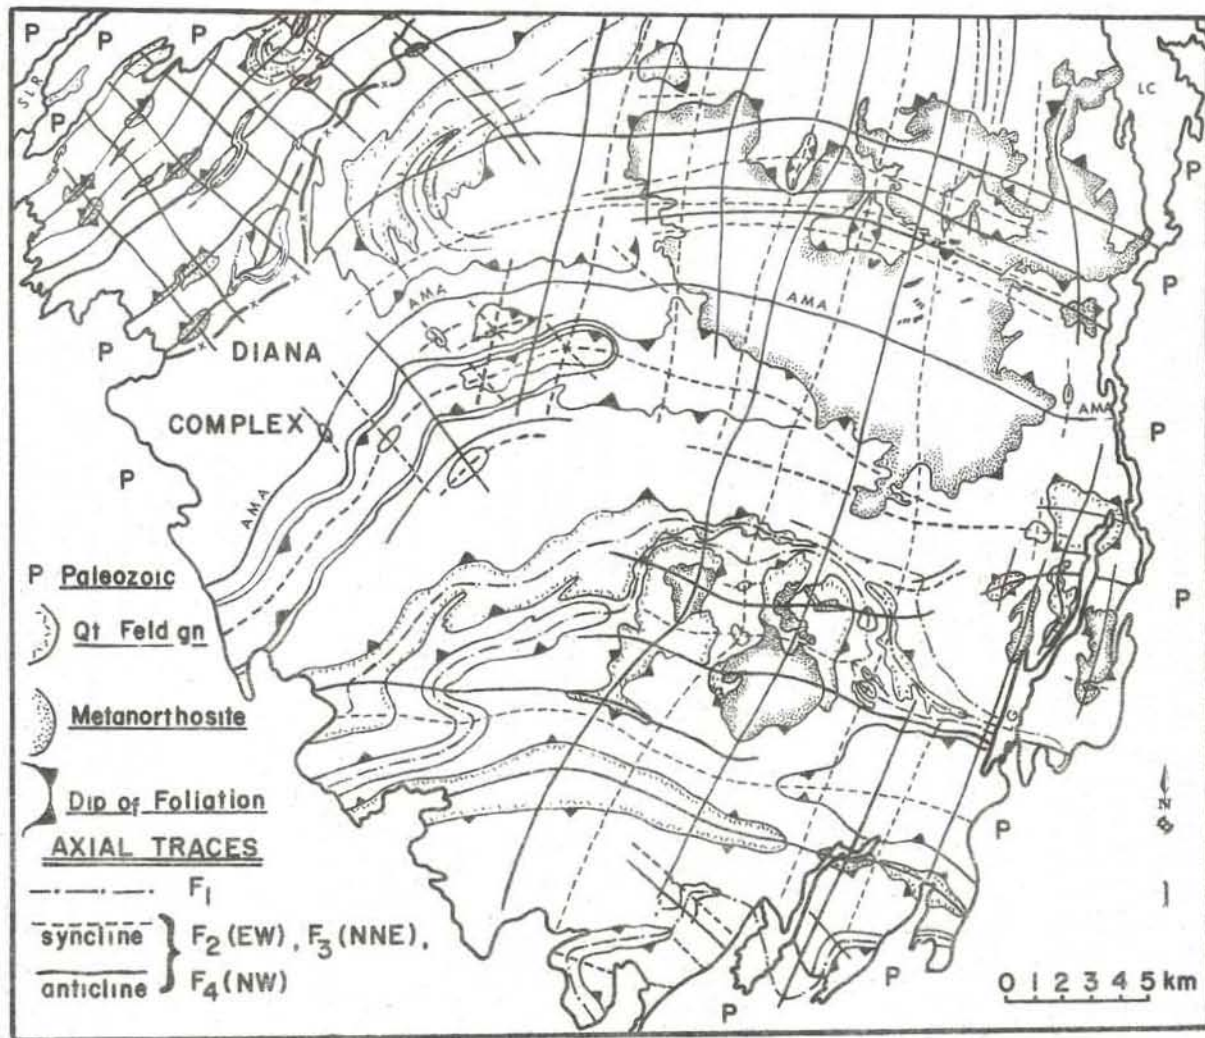 P
P
P
P
SLR
P
LC
P
P
AMA
AMA
P
DIANA
COMPLEX
AMA
P
P
AMA
P
P Paleozoic
P
Qt Feld gn
Metanorthosite
G
Dip of Foliation
N
P
AXIAL TRACES
F1
syncline } F2 (EW), F3 (NNE),
anticline F4 (NW)
P
P
0 1 2 3 4 5 km